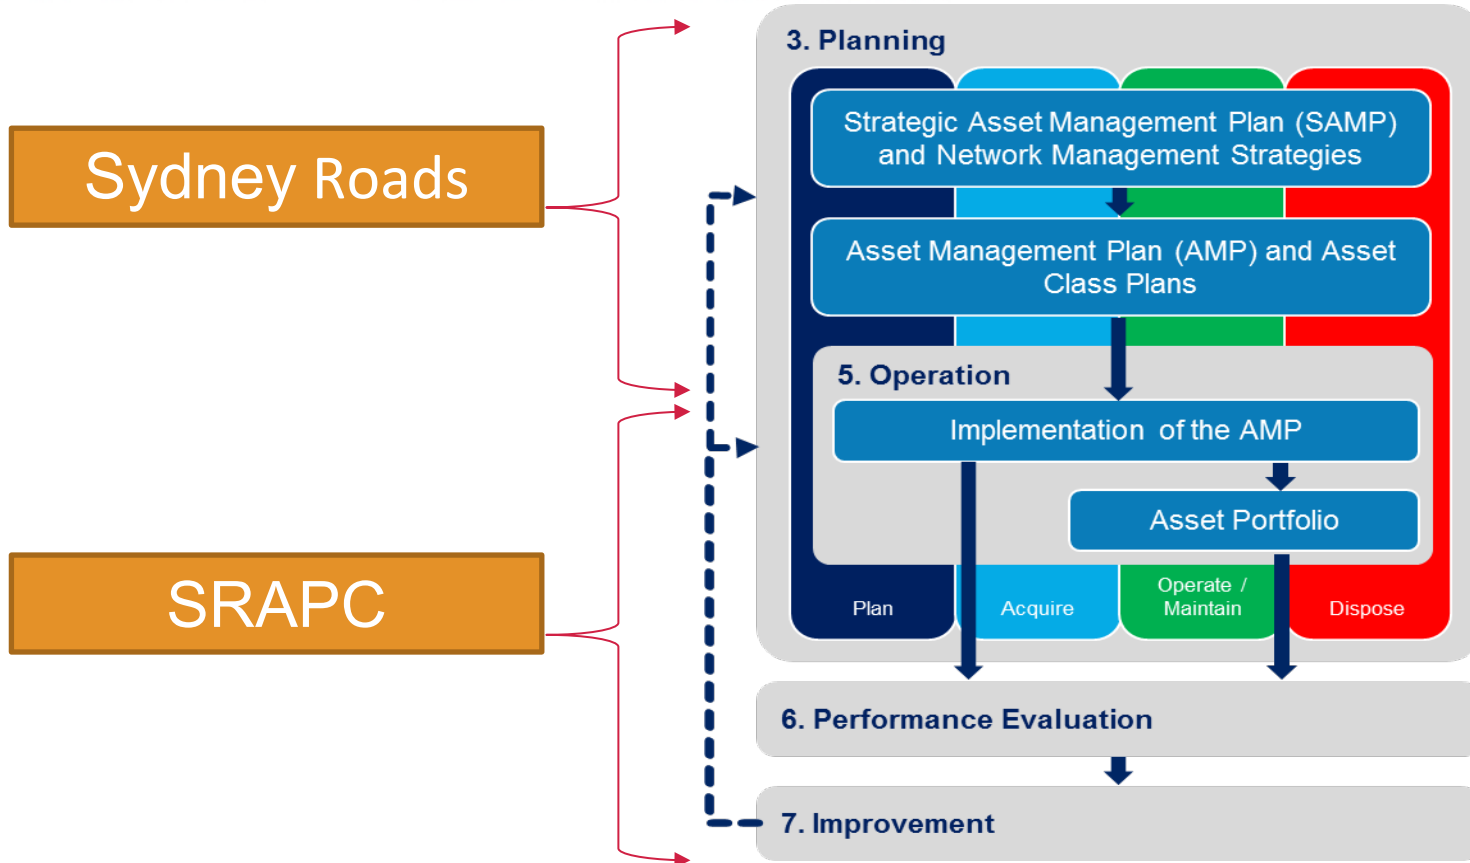 3. Planning
Strategic Asset Management Plan (SAMP)
and Network Management Strategies
Sydney Roads
Asset Management Plan (AMP) and Asset
Class Plans
5. Operation
Implementation of the AMP
Asset Portfolio
SRAPC
Plan
Acquire
Operate /
Maintain
Dispose
6. Performance Evaluation
7. Improvement